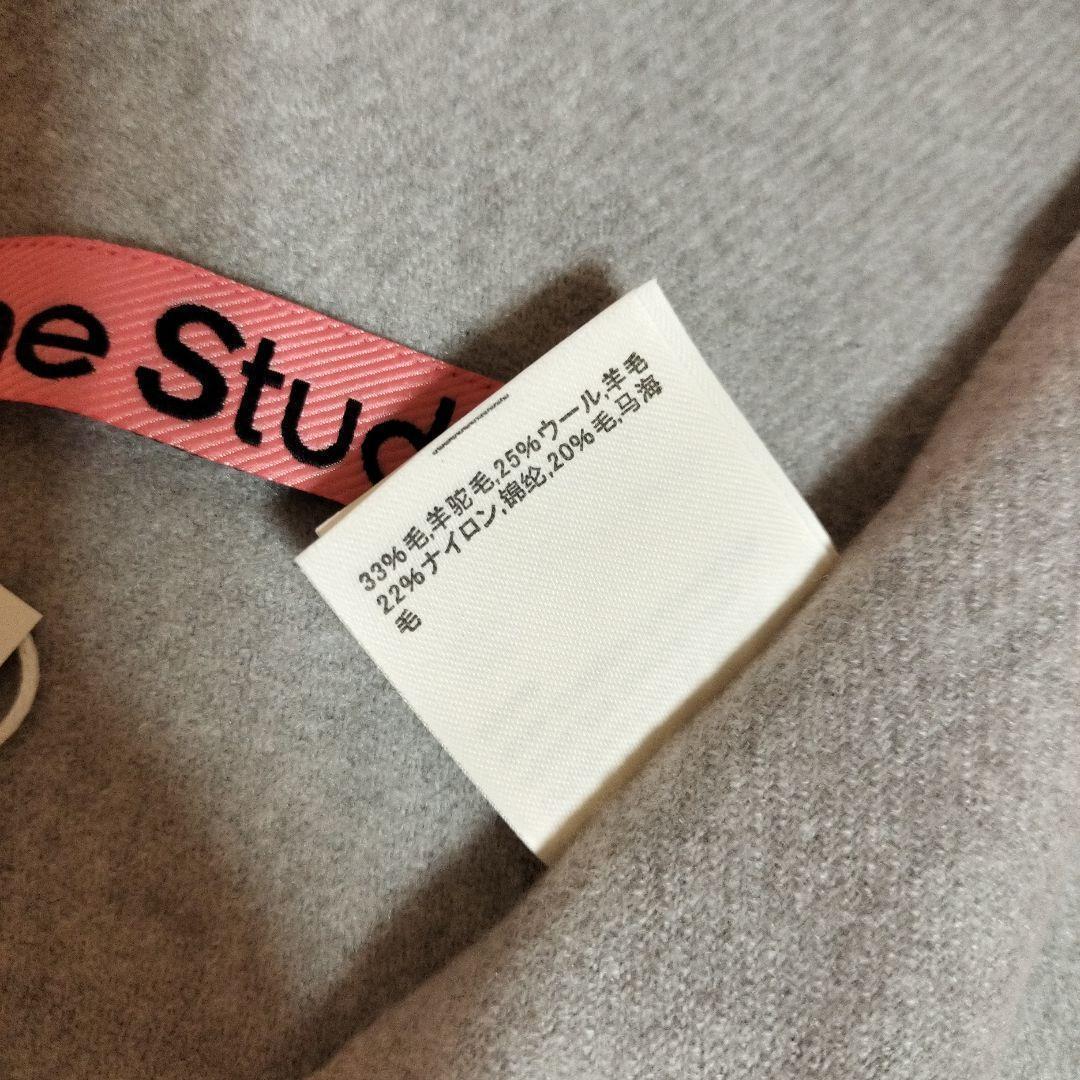 ne Stud
33%毛,羊驼毛,25%ウール,羊毛
22%ナイロン,锦纶,20%毛,马海
毛